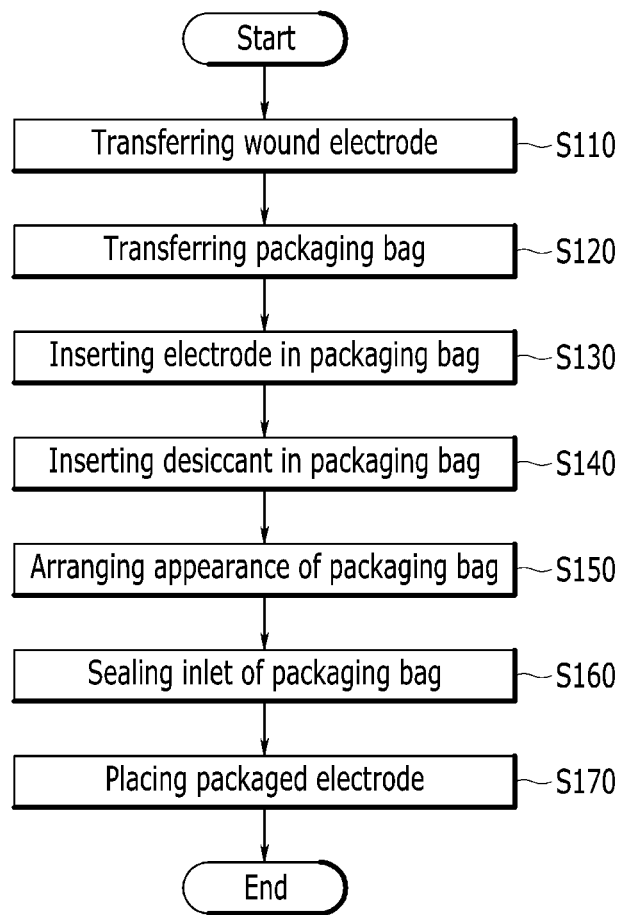 Start
Transferring wound electrode S110
Transferring packaging bag S120
Inserting electrode in packaging bag S130
Inserting desiccant in packaging bag S140
Arranging appearance of packaging bag S150
Sealing inlet of packaging bag S160
Placing packaged electrode S170
End